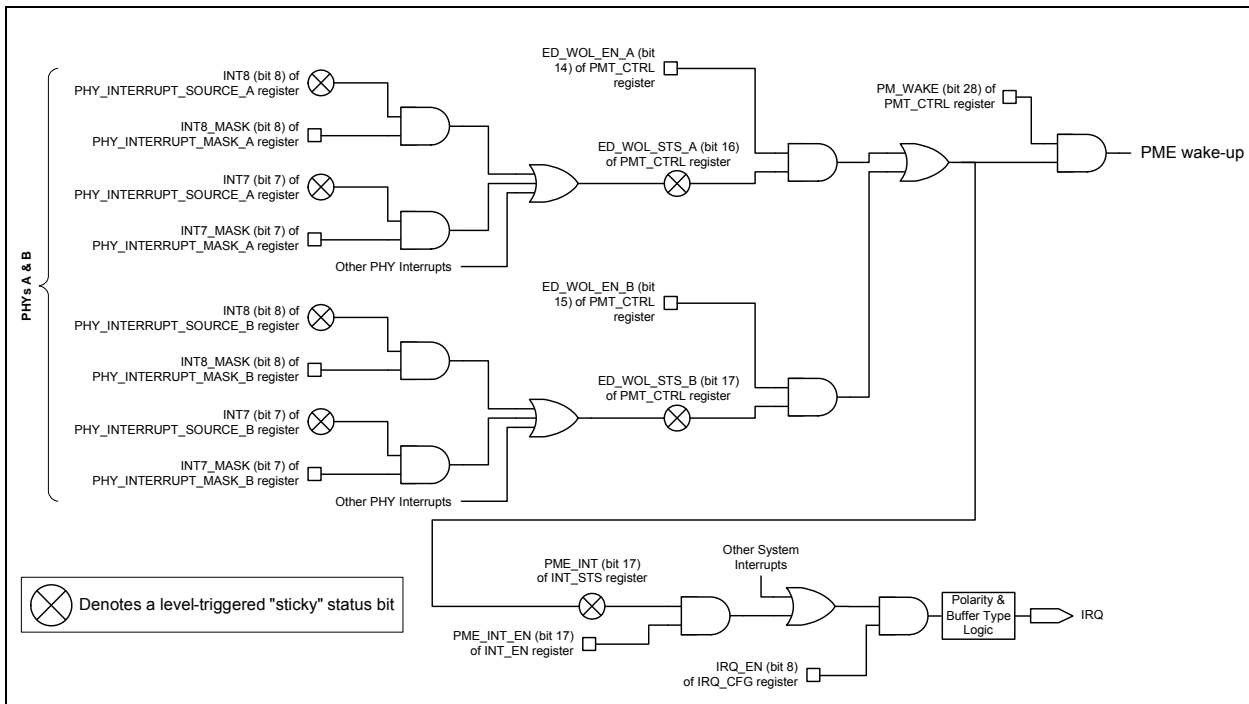 PHYs A & B
INT8 (bit 8) of
PHY_INTERRUPT_SOURCE_A
register
INT8_MASK (bit 8) of
PHY_INTERRUPT_MASK_A
register
INT7 (bit 7) of
PHY_INTERRUPT_SOURCE_A
register
INT7_MASK (bit 7) of
PHY_INTERRUPT_MASK_A
register
Other PHY Interrupts
ED_WOL_EN_A (bit
14) of PMT_CTRL
register
ED_WOL_STS_A (bit 16)
of PMT_CTRL register
PM_WAKE (bit 28) of
PMT_CTRL register
PME wake-up
INT8 (bit 8) of
PHY_INTERRUPT_SOURCE_B
register
INT8_MASK (bit 8) of
PHY_INTERRUPT_MASK_B
register
INT7 (bit 7) of
PHY_INTERRUPT_SOURCE_B
register
INT7_MASK (bit 7) of
PHY_INTERRUPT_MASK_B
register
Other PHY Interrupts
ED_WOL_EN_B (bit
15) of PMT_CTRL
register
ED_WOL_STS_B (bit 17)
of PMT_CTRL register
Denotes a level-triggered "sticky" status bit
PME_INT (bit 17)
of INT_STS register
PME_INT_EN (bit 17)
of INT_EN register
Other System
Interrupts
IRQ_EN (bit 8)
of IRQ_CFG register
Polarity &
Buffer Type
Logic
IRQ